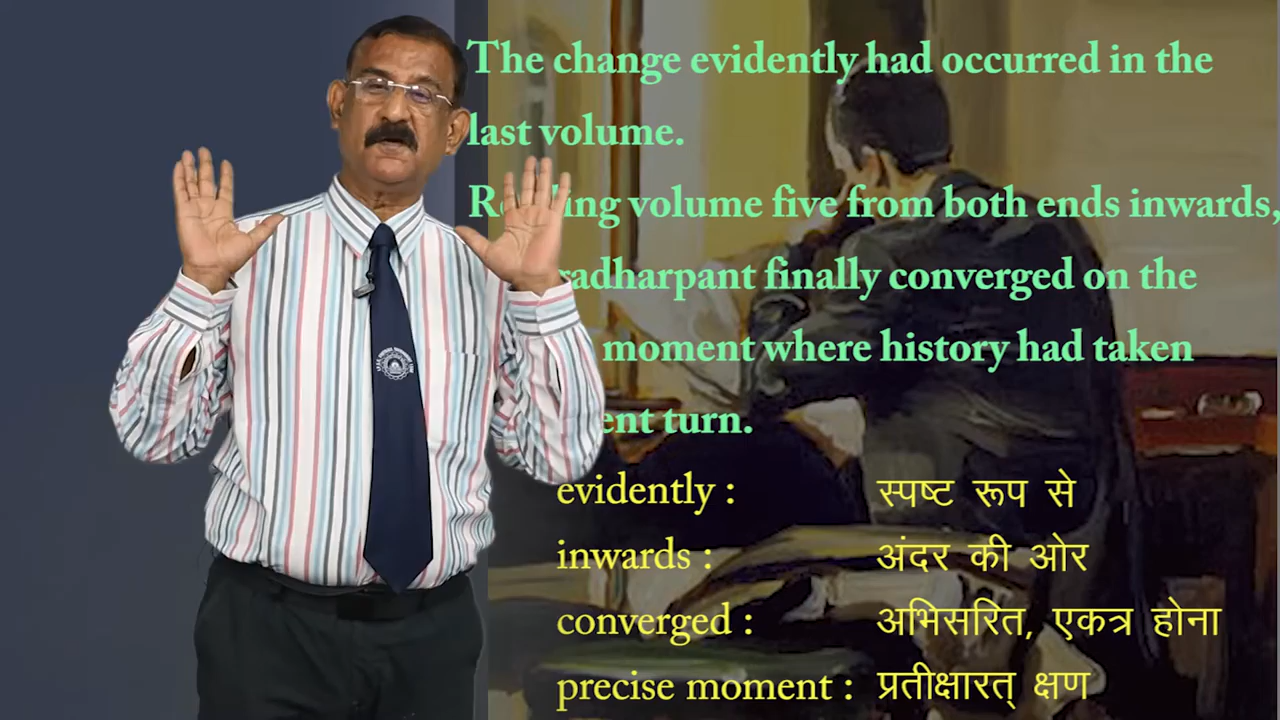 The change evidently had occurred in the
last volume.
volume five from both ends inwards,
finally converged on the
moment where history had taken
turn.
evidently : स्पष्ट रूप से
inwards : अंदर की ओर
converged : अभिसरित, एकत्र होना
precise moment : प्रतीक्षारत् क्षण